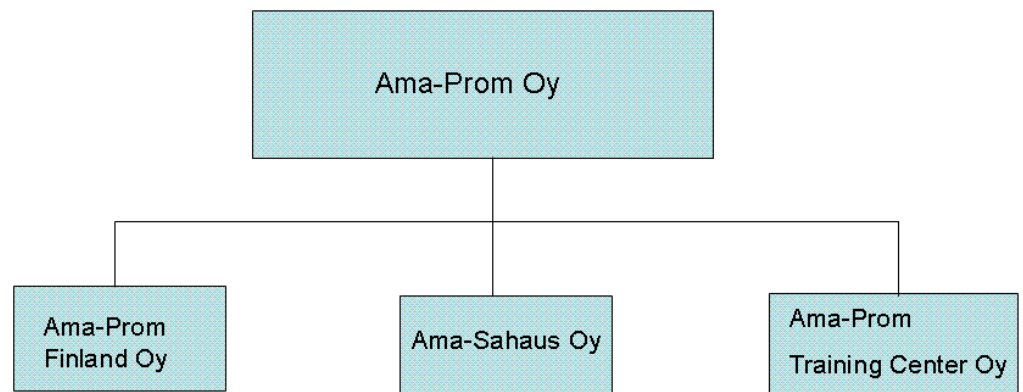 Ama-Prom Oy
Ama-Prom
Finland Oy
Ama-Sahaus Oy
Ama-Prom
Training Center Oy